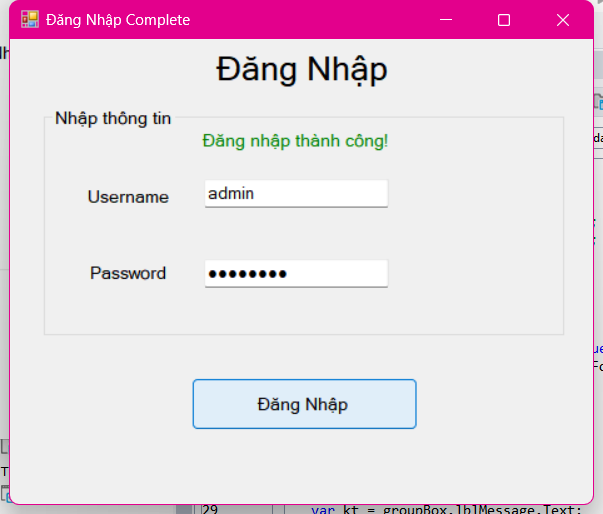 Đăng Nhập Complete
Đăng Nhập
Nhập thông tin
Đăng nhập thành công!
Username
admin
Password
●●●●●●●●
Đăng Nhập
29 var kt = groupBox.lblMessage.Text;